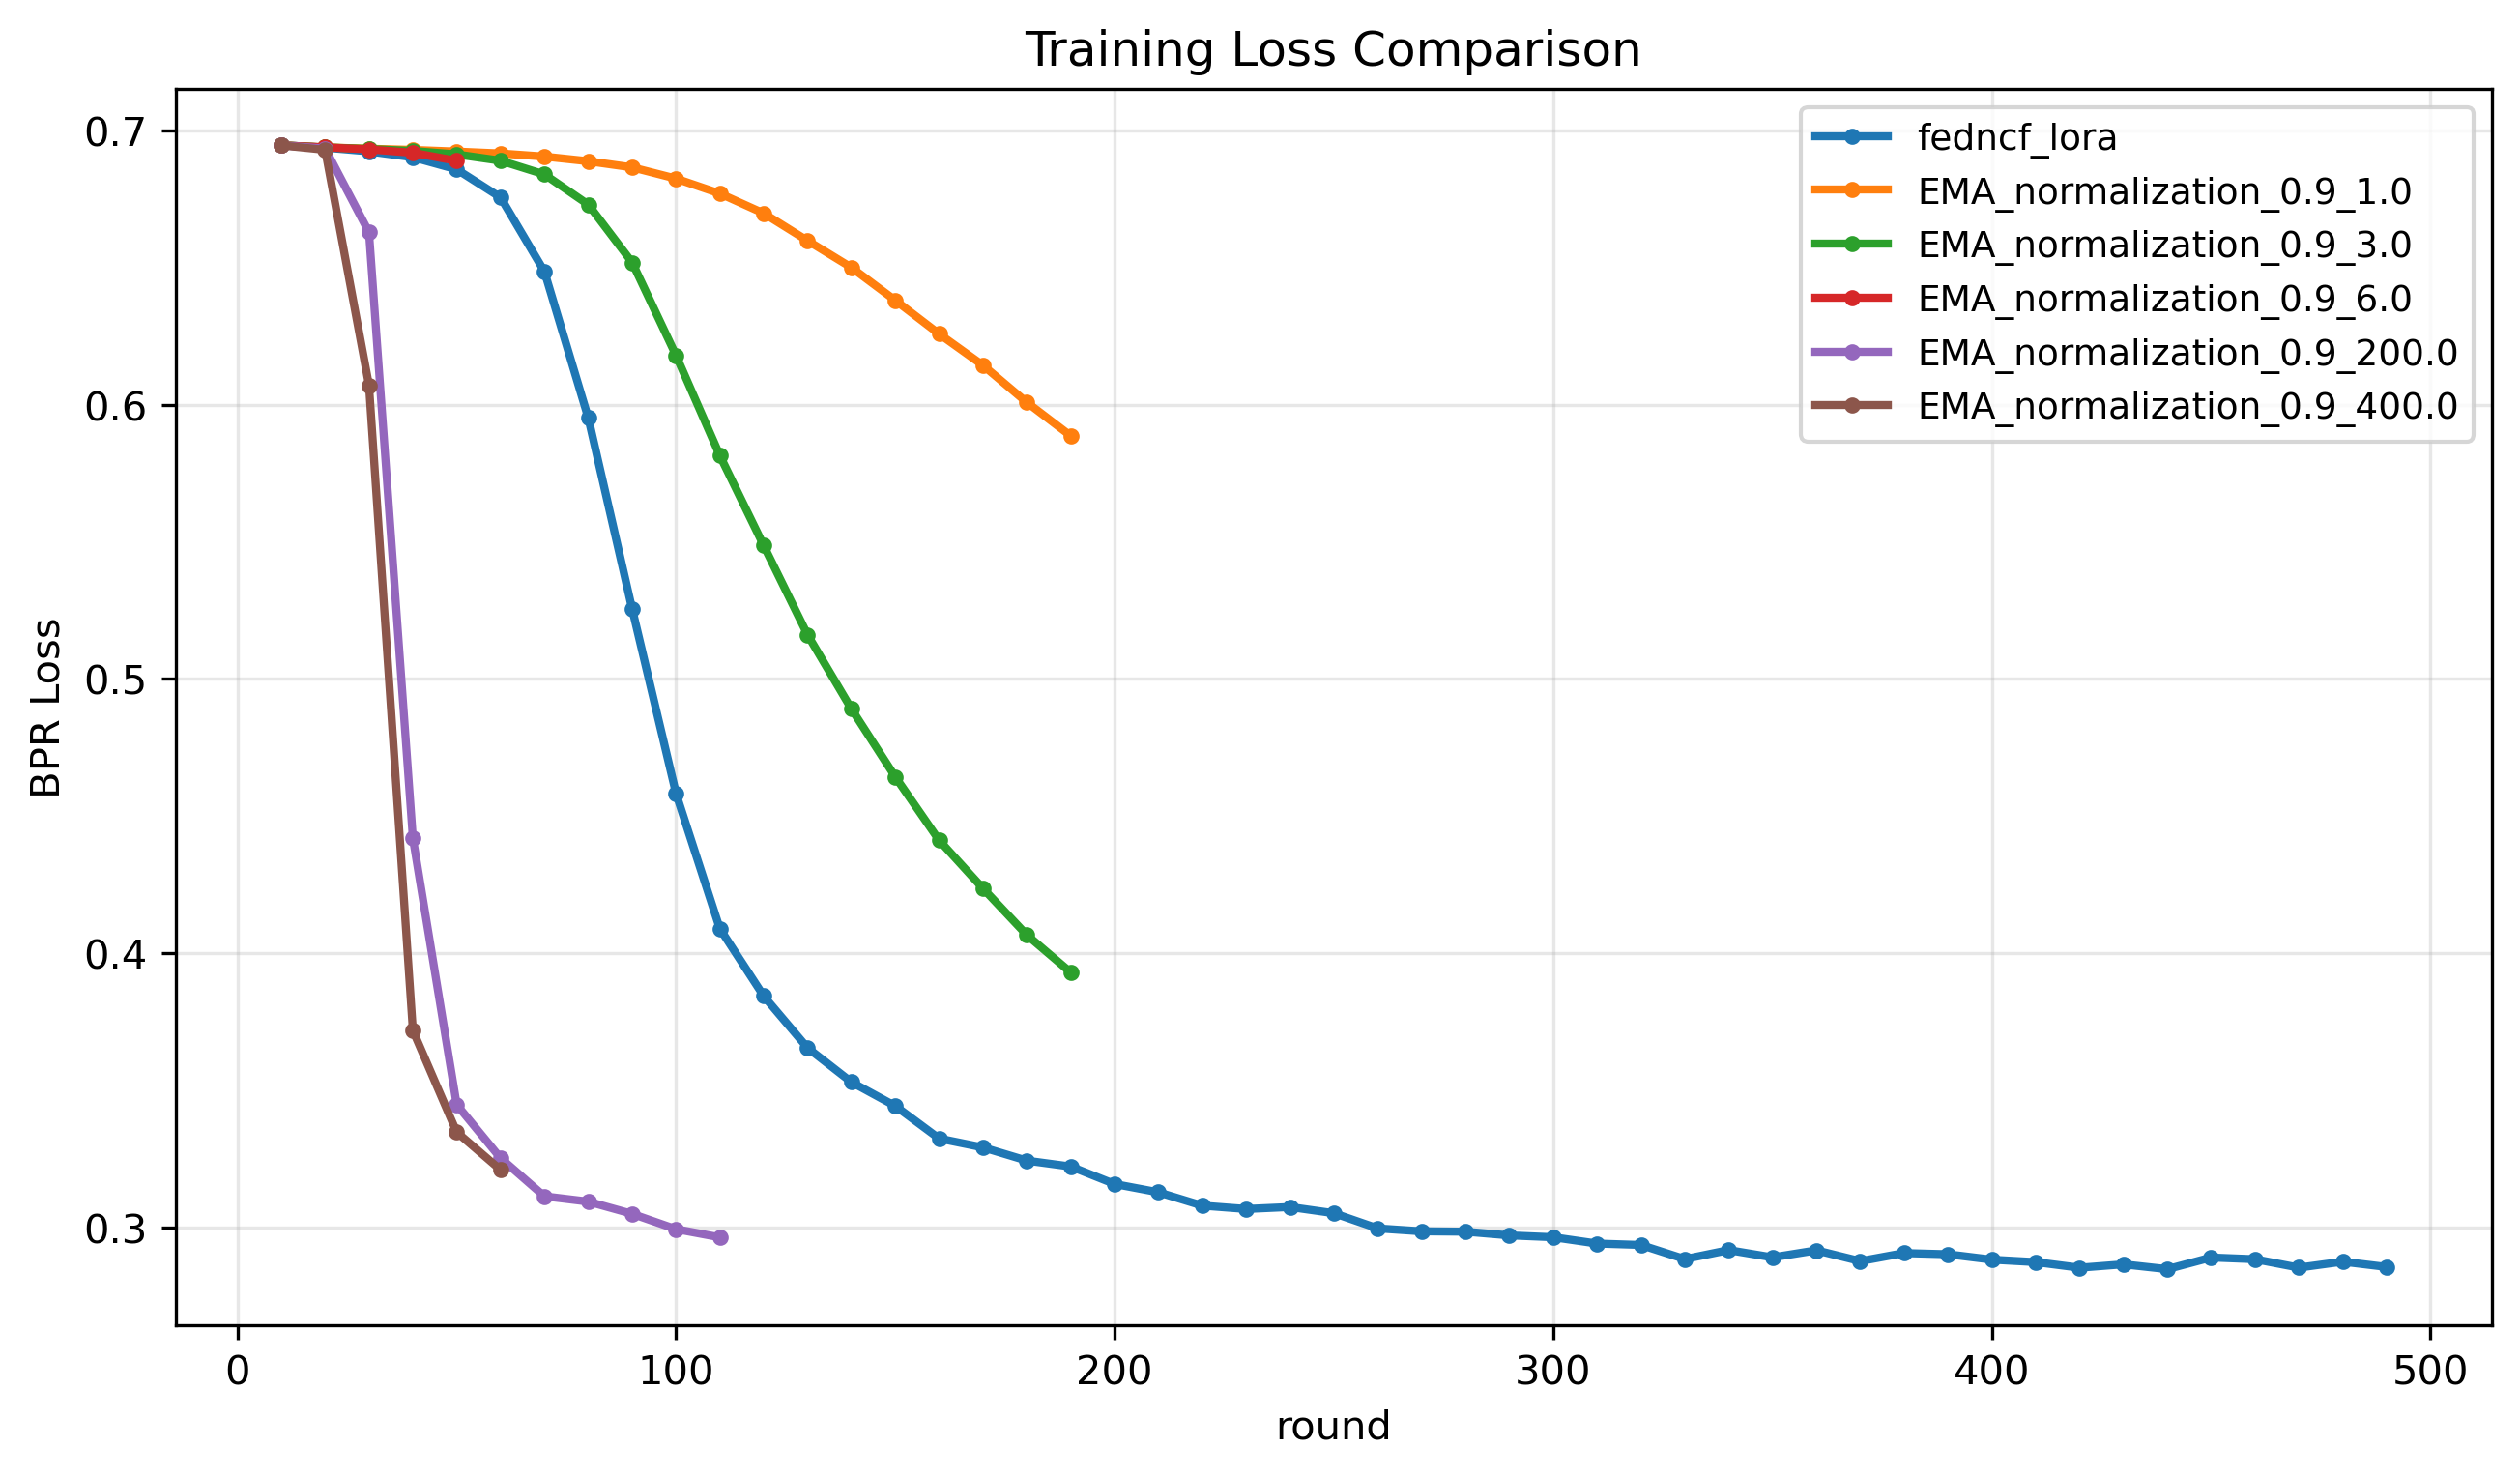 Training Loss Comparison
fedncf_lora
EMA_normalization_0.9_1.0
EMA_normalization_0.9_3.0
EMA_normalization_0.9_6.0
EMA_normalization_0.9_200.0
EMA_normalization_0.9_400.0
BPR Loss
0.7
0.6
0.5
0.4
0.3
0 100 200 300 400 500
round